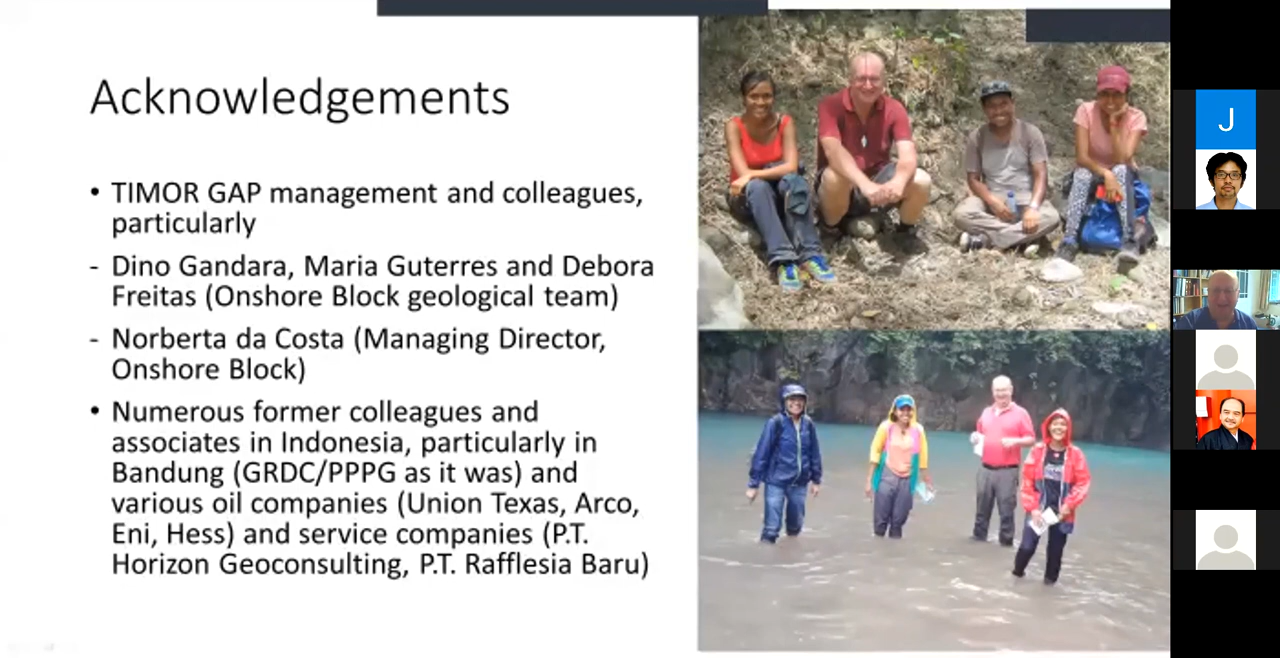 Acknowledgements
• TIMOR GAP management and colleagues,
particularly
- Dino Gandara, Maria Guterres and Debora
Freitas (Onshore Block geological team)
- Norberta da Costa (Managing Director,
Onshore Block)
• Numerous former colleagues and
associates in Indonesia, particularly in
Bandung (GRDC/PPPG as it was) and
various oil companies (Union Texas, Arco,
Eni, Hess) and service companies (P.T.
Horizon Geoconsulting, P.T. Rafflesia Baru)
J